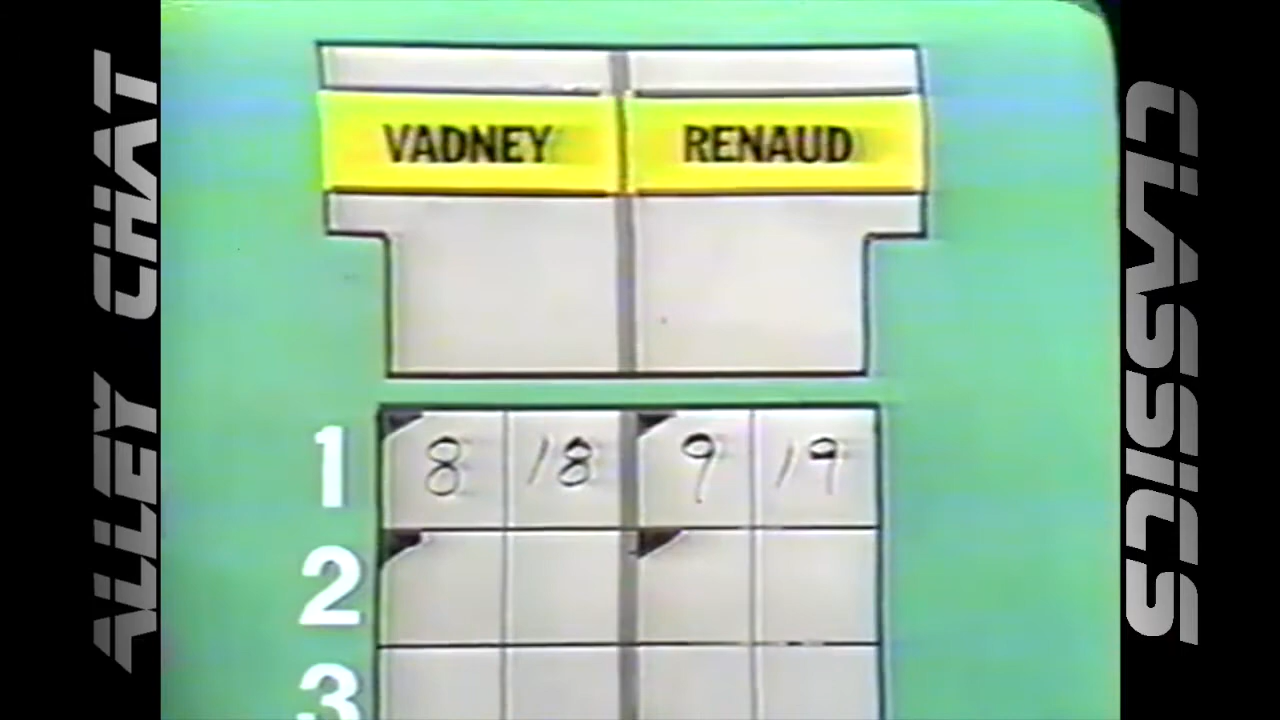 ALLEY CHAT
VADNEY RENAUD
1 8 18 9 19
2
3
CLASSICS